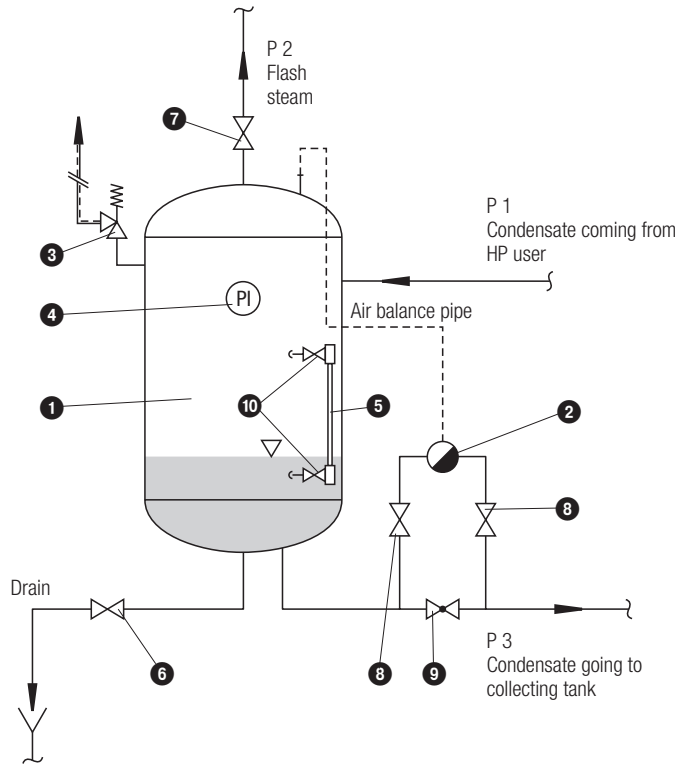 P 2
Flash
steam
7
P 1
Condensate coming from
HP user
3
4
PI
Air balance pipe
1
10
5
2
8
Drain
6
8
9
P 3
Condensate going to
collecting tank